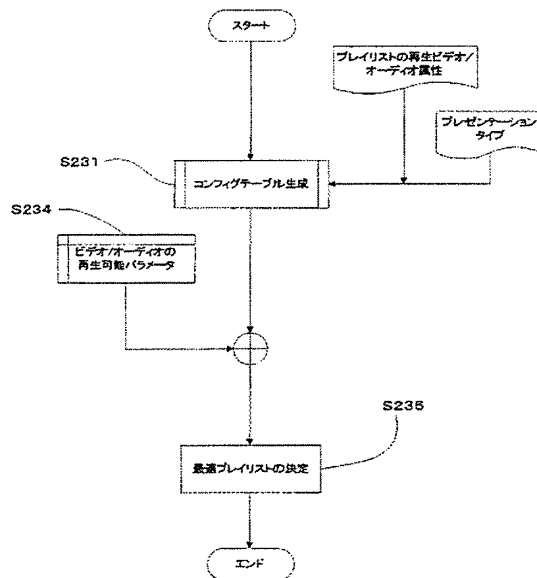 スタート
プレイリストの再生ビデオ/
オーディオ属性
プレゼンテーション
タイプ
S231
コンフィグテーブル生成
S234
ビデオ/オーディオの
再生可能パラメータ
S235
最適プレイリストの決定
エンド